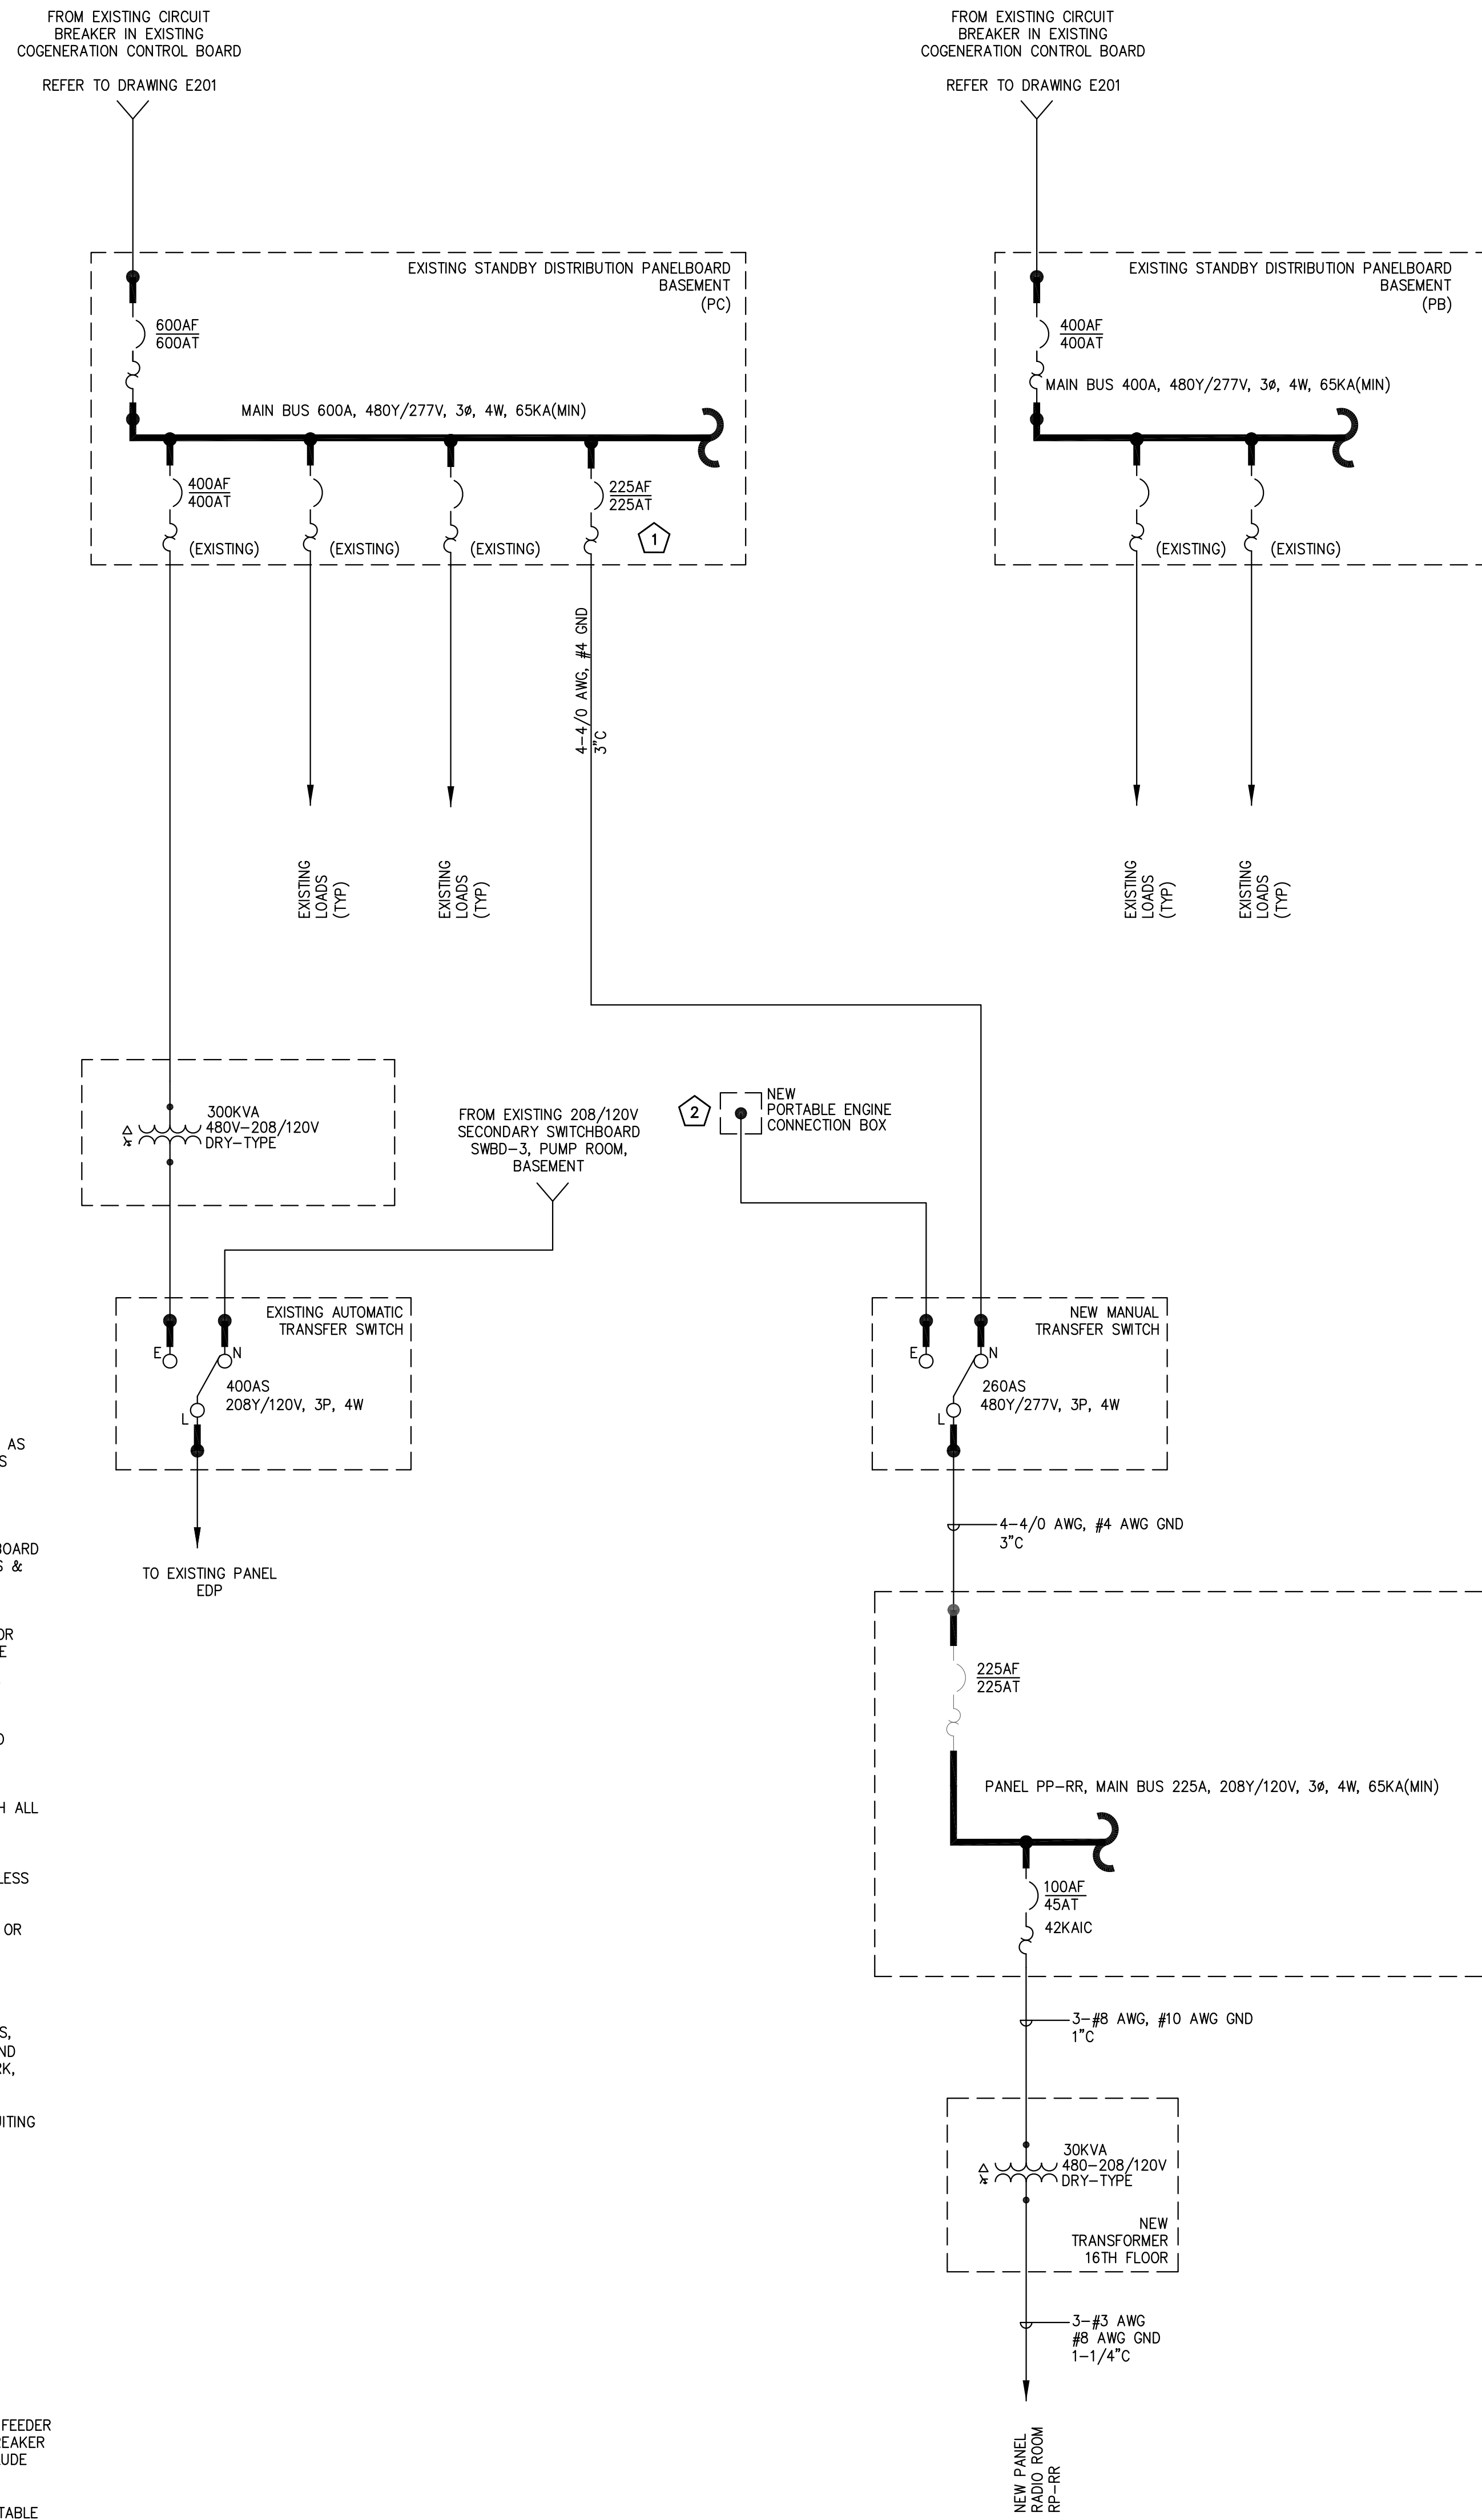 FROM EXISTING CIRCUIT
BREAKER IN EXISTING
COGENERATION CONTROL BOARD
REFER TO DRAWING E201
FROM EXISTING CIRCUIT
BREAKER IN EXISTING
COGENERATION CONTROL BOARD
REFER TO DRAWING E201
EXISTING STANDBY DISTRIBUTION PANELBOARD
BASEMENT
(PC)
600AF
600AT
MAIN BUS 600A, 480Y/277V, 3ø, 4W, 65KA(MIN)
400AF
400AT
(EXISTING)
(EXISTING)
(EXISTING)
225AF
225AT
1
EXISTING STANDBY DISTRIBUTION PANELBOARD
BASEMENT
(PB)
400AF
400AT
MAIN BUS 400A, 480Y/277V, 3ø, 4W, 65KA(MIN)
(EXISTING)
(EXISTING)
4-4/0 AWG, #4 GND
3"C
EXISTING
LOADS
(TYP)
EXISTING
LOADS
(TYP)
EXISTING
LOADS
(TYP)
EXISTING
LOADS
(TYP)
300KVA
480V-208/120V
DRY-TYPE
FROM EXISTING 208/120V
SECONDARY SWITCHBOARD
SWBD-3, PUMP ROOM,
BASEMENT
2
NEW
PORTABLE ENGINE
CONNECTION BOX
EXISTING AUTOMATIC
TRANSFER SWITCH
E
N
400AS
208Y/120V, 3P, 4W
L
TO EXISTING PANEL
EDP
NEW MANUAL
TRANSFER SWITCH
E
N
260AS
480Y/277V, 3P, 4W
L
4-4/0 AWG, #4 AWG GND
3"C
225AF
225AT
PANEL PP-RR, MAIN BUS 225A, 208Y/120V, 3ø, 4W, 65KA(MIN)
100AF
45AT
42KAIC
3-#8 AWG, #10 AWG GND
1"C
30KVA
480-208/120V
DRY-TYPE
NEW
TRANSFORMER
16TH FLOOR
3-#3 AWG
#8 AWG GND
1-1/4"C
NEW PANEL
RADIO ROOM
RP-RR
AS
S
BOARD
S &
OR
E
D
H ALL
LESS
OR
S,
ND
RK,
UITING
FEEDER
REAKER
UDE
TABLE